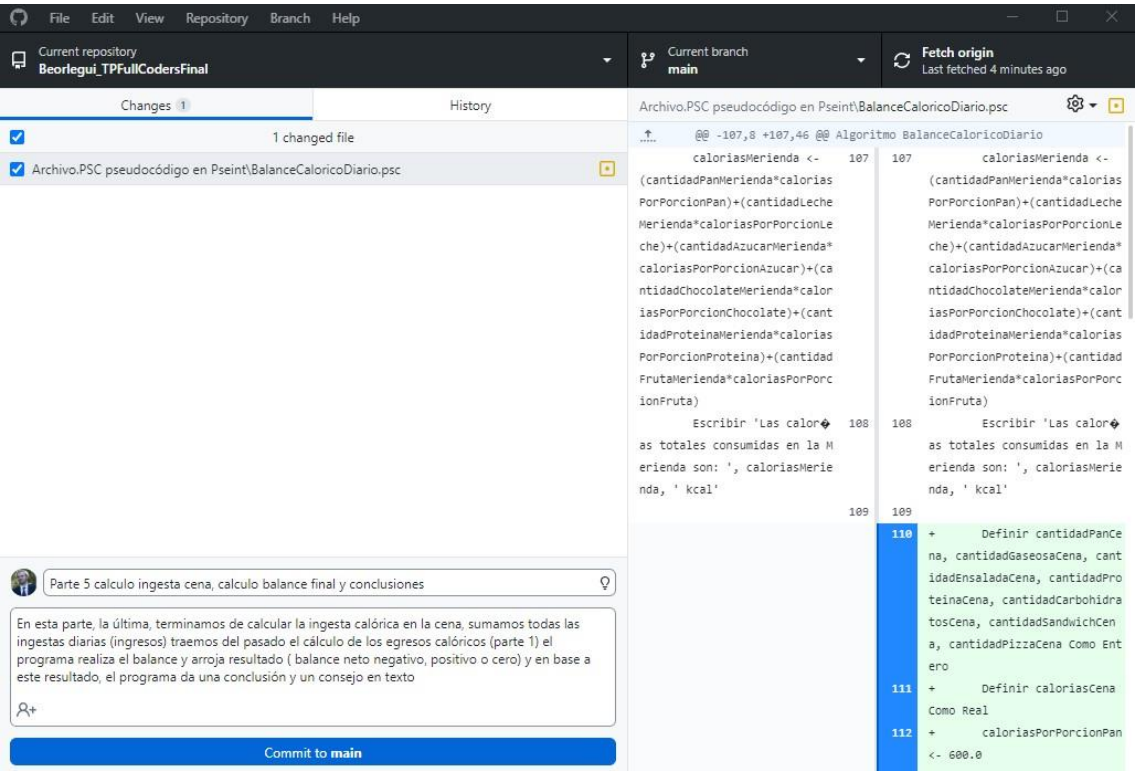 File Edit View Repository Branch Help
Current repository
Beorlegui_TPFullCodersFinal
Current branch
main
Fetch origin
Last fetched 4 minutes ago
Changes 1
History
1 changed file
Archivo.PSC pseudocódigo en Pseint\BalanceCaloricoDiario.psc
Parte 5 calculo ingesta cena, calculo balance final y conclusiones
En esta parte, la última, terminamos de calcular la ingesta calórica en la cena, sumamos todas las
ingestas diarias (ingresos) traemos del pasado el cálculo de los egresos calóricos (parte 1) el
programa realiza el balance y arroja resultado ( balance neto negativo, positivo o cero) y en base a
este resultado, el programa da una conclusión y un consejo en texto
Commit to main
Archivo.PSC pseudocódigo en Pseint\BalanceCaloricoDiario.psc
@@ -107,8 +107,46 @@ Algoritmo BalanceCaloricoDiario
caloriasMerienda <- 107
(cantidadPanMerienda*calorias
PorPorcionPan)+(cantidadLeche
Merienda*caloriasPorPorcionLe
che)+(cantidadAzucarMerienda*
caloriasPorPorcionAzucar)+(ca
ntidadChocolateMerienda*calor
iasPorPorcionChocolate)+(cant
idadProteinaMerienda*calorias
PorPorcionProteina)+(cantidad
FrutaMerienda*caloriasPorPorc
ionFruta)
Escribir 'Las calor� 108
as totales consumidas en la M
erienda son: ', caloriasMerie
nda, ' kcal'
109
107 caloriasMerienda <-
(cantidadPanMerienda*calorias
PorPorcionPan)+(cantidadLeche
Merienda*caloriasPorPorcionLe
che)+(cantidadAzucarMerienda*
caloriasPorPorcionAzucar)+(ca
ntidadChocolateMerienda*calor
iasPorPorcionChocolate)+(cant
idadProteinaMerienda*calorias
PorPorcionProteina)+(cantidad
FrutaMerienda*caloriasPorPorc
ionFruta)
108 Escribir 'Las calor�
as totales consumidas en la M
erienda son: ', caloriasMerie
nda, ' kcal'
109
110 + Definir cantidadPanCe
na, cantidadGaseosaCena, cant
idadEnsaladaCena, cantidadPro
teinaCena, cantidadCarbohidra
tosCena, cantidadSandwichCen
a, cantidadPizzaCena Como Ent
ero
111 + Definir caloriasCena
Como Real
112 + caloriasPorPorcionPan
<- 600.0